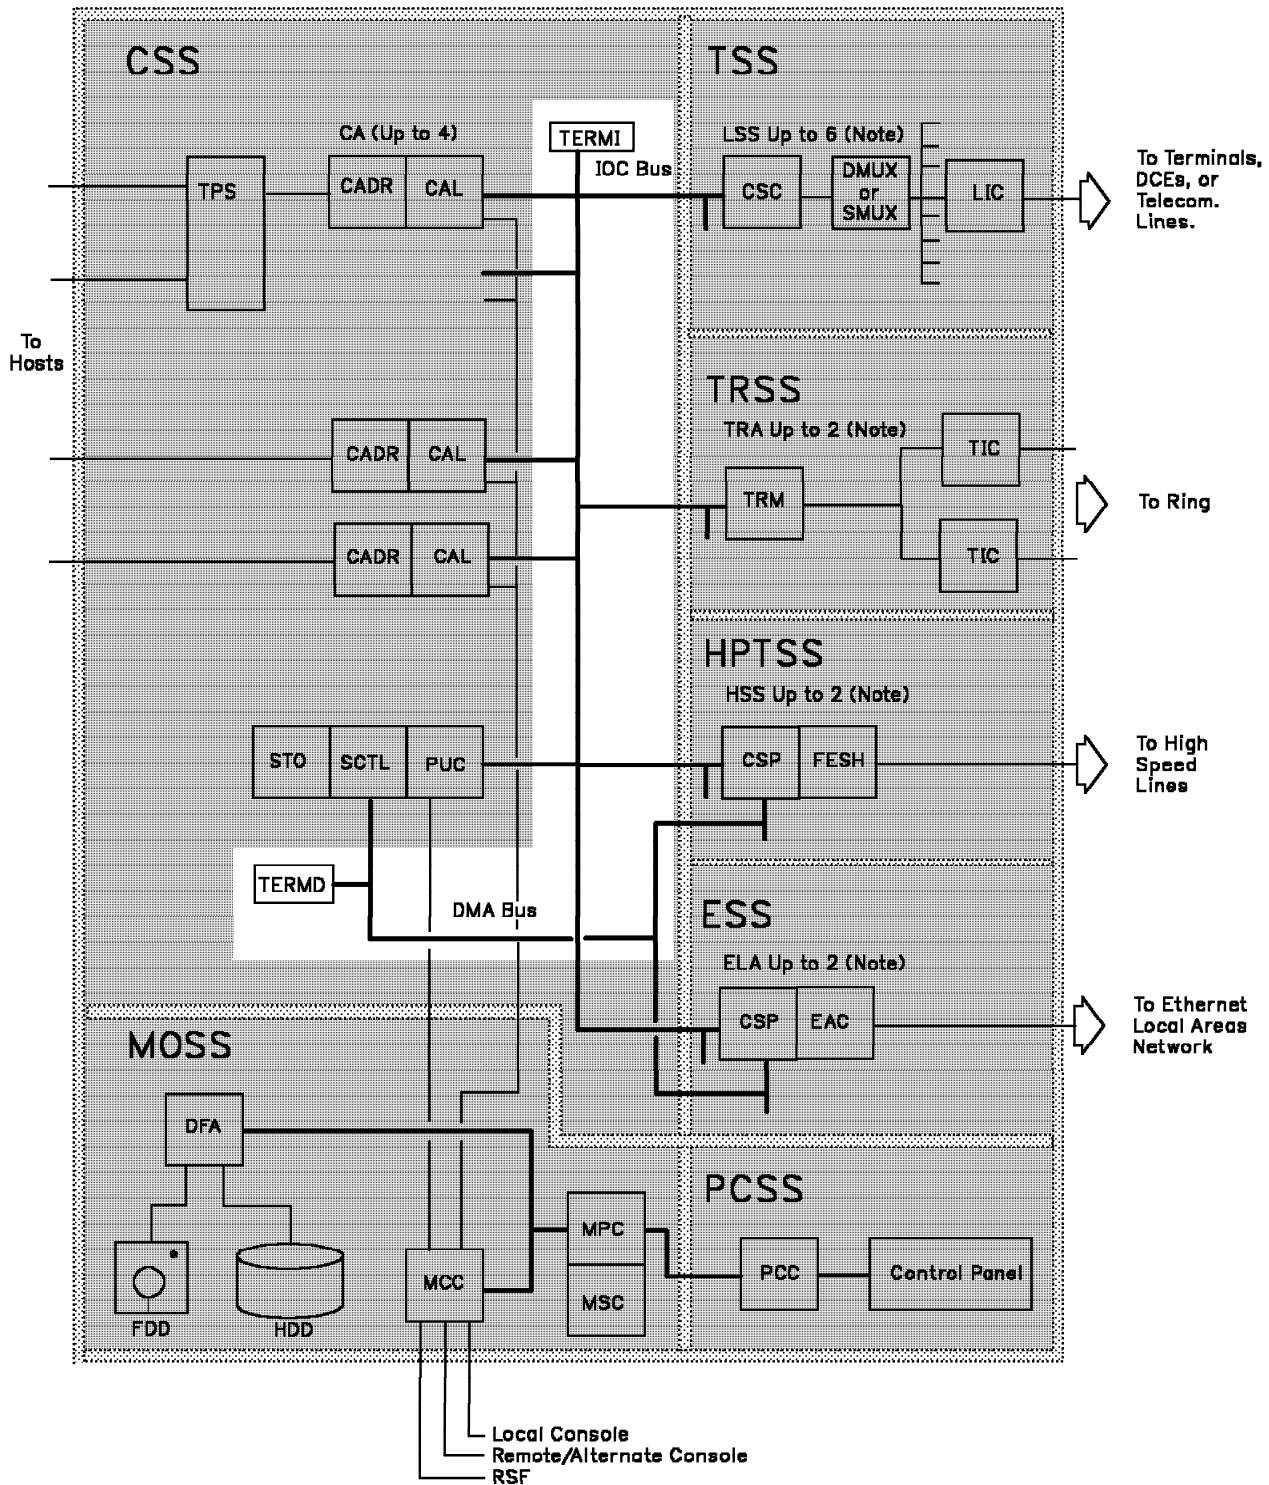 CSS
CA (Up to 4)
TERMI
IOC Bus
TPS
CADR
CAL
To
Hosts
CADR
CAL
CADR
CAL
STO
SCTL
PUC
TERMD
DMA Bus
TSS
LSS Up to 6 (Note)
CSC
DMUX
or
SMUX
LIC
To Terminals,
DCEs, or
Telecom.
Lines.
TRSS
TRA Up to 2 (Note)
TRM
TIC
TIC
To Ring
HPTSS
HSS Up to 2 (Note)
CSP
FESH
To High
Speed
Lines
ESS
ELA Up to 2 (Note)
CSP
EAC
To Ethernet
Local Areas
Network
MOSS
DFA
FDD
HDD
MCC
MPC
MSC
PCSS
PCC
Control Panel
Local Console
Remote/Alternate Console
RSF